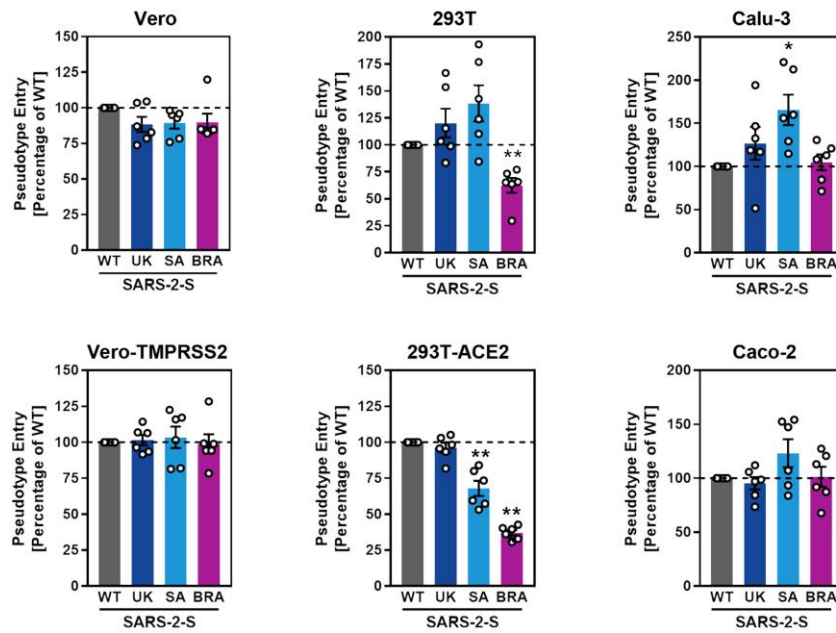 Vero
Pseudotype Entry
[Percentage of WT]
150
125
100
75
50
25
0
WT UK SA BRA
SARS-2-S
293T
Pseudotype Entry
[Percentage of WT]
200
175
150
125
100
75
50
25
0
**
WT UK SA BRA
SARS-2-S
Calu-3
Pseudotype Entry
[Percentage of WT]
250
200
150
100
50
0
*
WT UK SA BRA
SARS-2-S
Vero-TMPRSS2
Pseudotype Entry
[Percentage of WT]
150
125
100
75
50
25
0
WT UK SA BRA
SARS-2-S
293T-ACE2
Pseudotype Entry
[Percentage of WT]
150
125
100
75
50
25
0
**
**
WT UK SA BRA
SARS-2-S
Caco-2
Pseudotype Entry
[Percentage of WT]
200
150
100
50
0
WT UK SA BRA
SARS-2-S